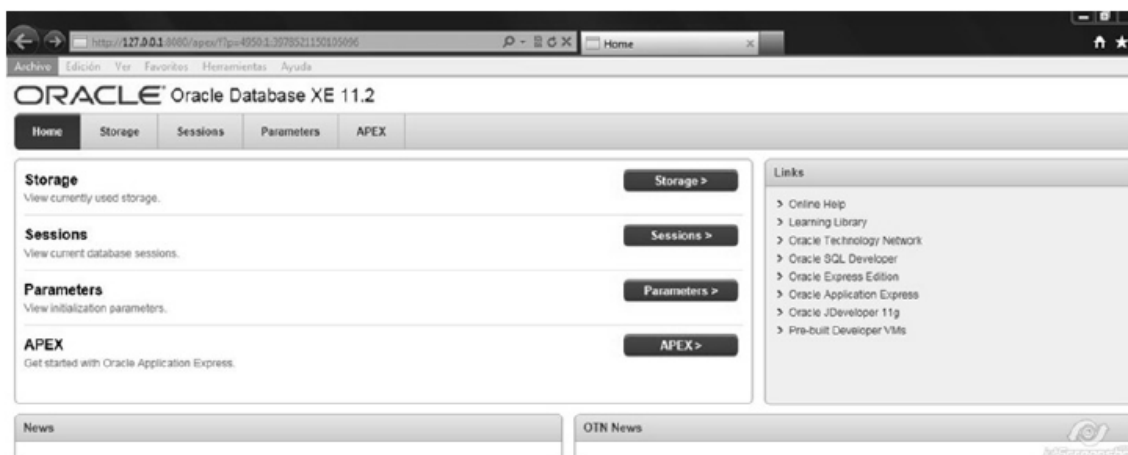 http://127.0.0.1:8080/apex/f?p=4950:1:3978521150105096
Home
Archivo Edición Ver Favoritos Herramientas Ayuda
ORACLE Oracle Database XE 11.2
Home Storage Sessions Parameters APEX
Storage
View currently used storage.
Storage >
Sessions
View current database sessions.
Sessions >
Parameters
View initialization parameters.
Parameters >
APEX
Get started with Oracle Application Express.
APEX >
Links
> Online Help
> Learning Library
> Oracle Technology Network
> Oracle SQL Developer
> Oracle Express Edition
> Oracle Application Express
> Oracle JDeveloper 11g
> Pre-built Developer VMs
News
OTN News